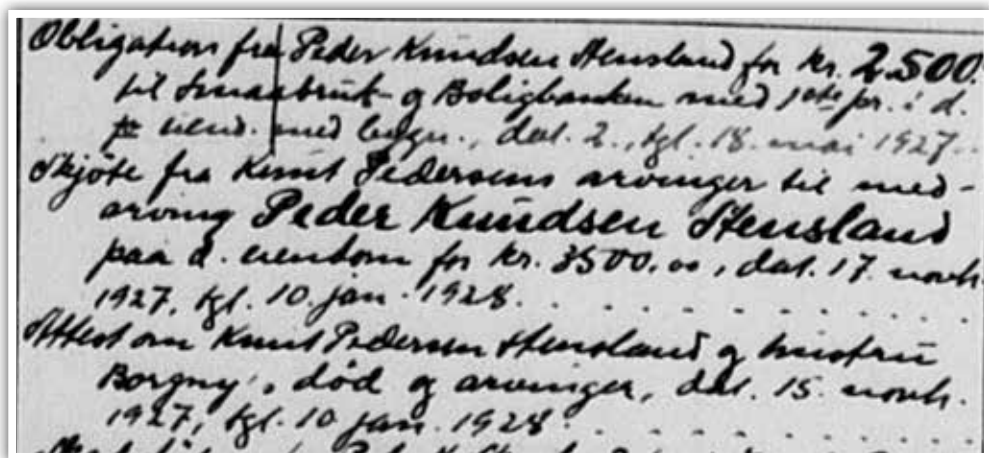 Obligation fra Peder Knudsen Stensland for kr. 2.500.
til Smaabruk- og Boligbanken med 1ste pr. i d.
eiend. med bygn., dat. 2., tgl. 18. mai 1927.
Skjøte fra Knut Pedersens arvinger til med-
arving Peder Knudsen Stensland
paa d. eiendom for kr. 3500.00, dat. 17. novb.
1927, tgl. 10. jan. 1928. . . . . . . . . . . .
Attest om Knut Pedersen Stensland og hustru
Borgny's død og arvinger, dat. 15. novb.
1927, tgl. 10. jan. 1928. . . . . . . . . . .